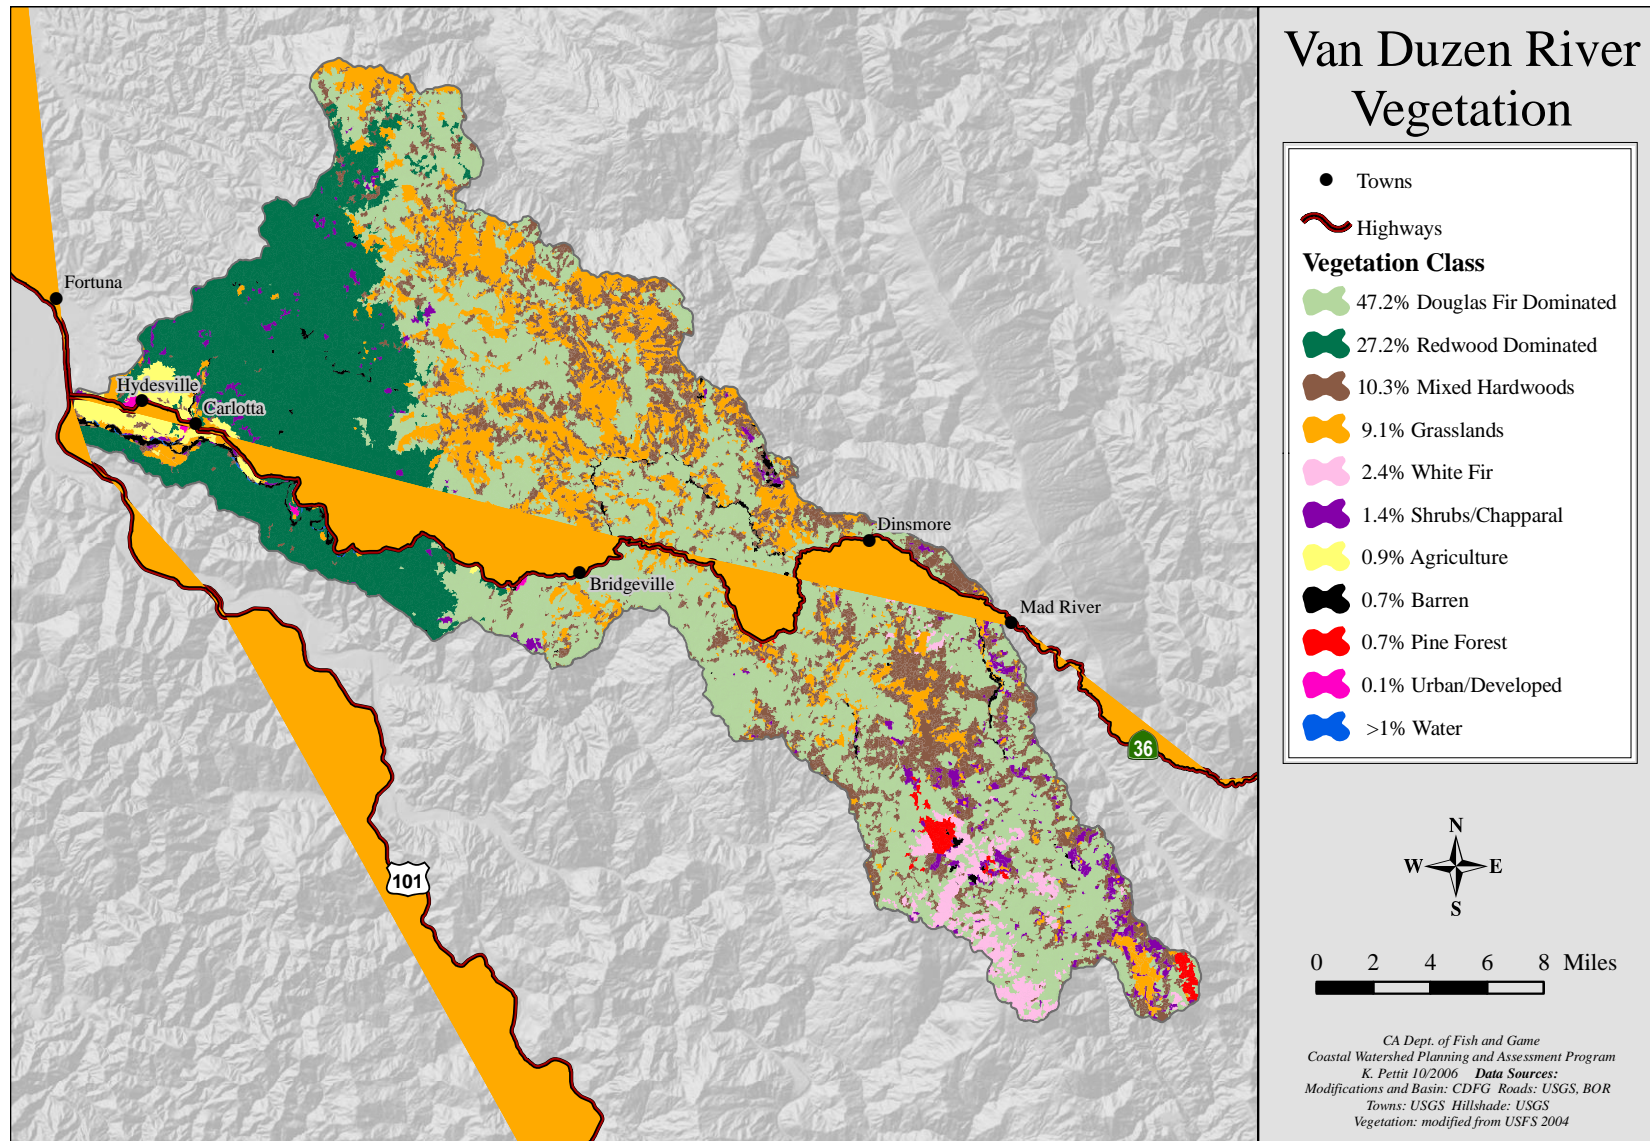 Van Duzen River
Vegetation
Towns
Highways
Vegetation Class
47.2% Douglas Fir Dominated
27.2% Redwood Dominated
10.3% Mixed Hardwoods
9.1% Grasslands
2.4% White Fir
1.4% Shrubs/Chapparal
0.9% Agriculture
0.7% Barren
0.7% Pine Forest
0.1% Urban/Developed
>1% Water
Fortuna
Hydesville
Carlotta
Bridgeville
Dinsmore
Mad River
36
101
N
W E
S
0 2 4 6 8 Miles
CA Dept. of Fish and Game
Coastal Watershed Planning and Assessment Program
K. Pettit 10/2006 Data Sources:
Modifications and Basin: CDFG Roads: USGS, BOR
Towns: USGS Hillshade: USGS
Vegetation: modified from USFS 2004